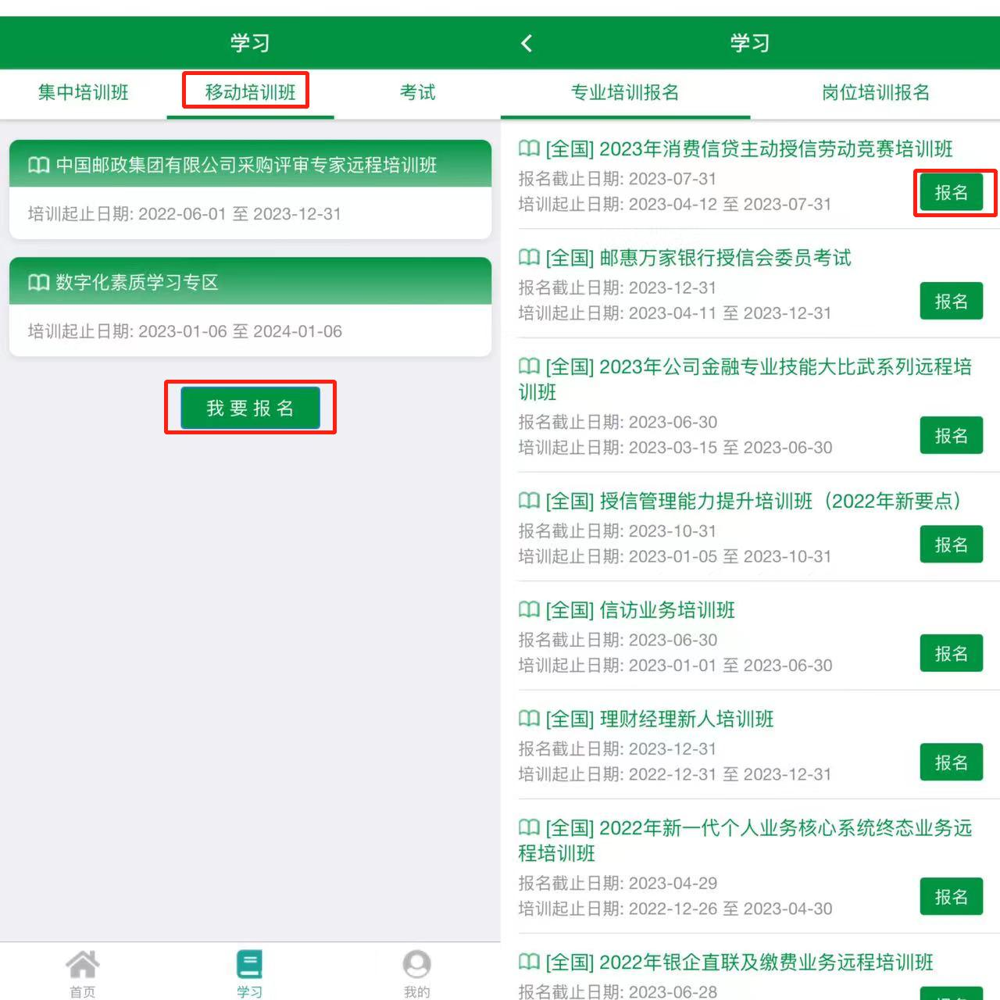 学习
集中培训班
移动培训班
考试
中国邮政集团有限公司采购评审专家远程培训班
培训起止日期: 2022-06-01 至 2023-12-31
数字化素质学习专区
培训起止日期: 2023-01-06 至 2024-01-06
我要报名
首页
学习
我的
学习
专业培训报名
岗位培训报名
[全国] 2023年消费信贷主动授信劳动竞赛培训班
报名截止日期: 2023-07-31
培训起止日期: 2023-04-12 至 2023-07-31
报名
[全国] 邮惠万家银行授信会委员考试
报名截止日期: 2023-12-31
培训起止日期: 2023-04-11 至 2023-12-31
报名
[全国] 2023年公司金融专业技能大比武系列远程培
训班
报名截止日期: 2023-06-30
培训起止日期: 2023-03-15 至 2023-06-30
报名
[全国] 授信管理能力提升培训班（2022年新要点）
报名截止日期: 2023-10-31
培训起止日期: 2023-01-05 至 2023-10-31
报名
[全国] 信访业务培训班
报名截止日期: 2023-06-30
培训起止日期: 2023-01-01 至 2023-06-30
报名
[全国] 理财经理新人培训班
报名截止日期: 2023-12-31
培训起止日期: 2022-12-31 至 2023-12-31
报名
[全国] 2022年新一代个人业务核心系统终态业务远
程培训班
报名截止日期: 2023-04-29
培训起止日期: 2022-12-26 至 2023-04-30
报名
[全国] 2022年银企直联及缴费业务远程培训班
报名截止日期: 2023-06-28